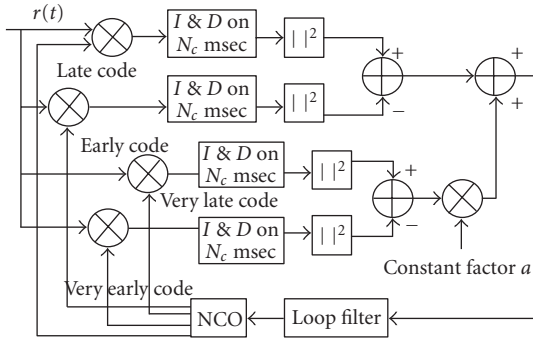 r(t)
I & D on
N_c msec
| |²
+
−
+
+
Late code
I & D on
N_c msec
| |²
Early code
I & D on
N_c msec
| |²
+
−
Very late code
I & D on
N_c msec
| |²
Constant factor a
Very early code
NCO
Loop filter